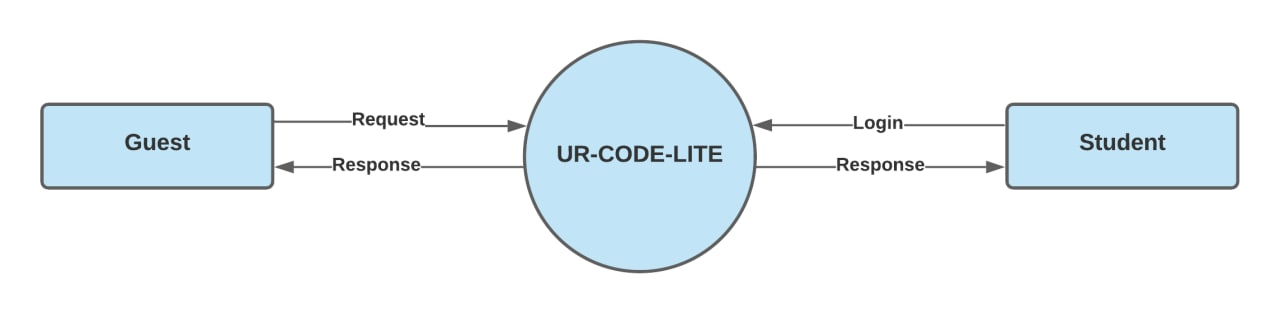 Guest
Request
Response
UR-CODE-LITE
Login
Response
Student